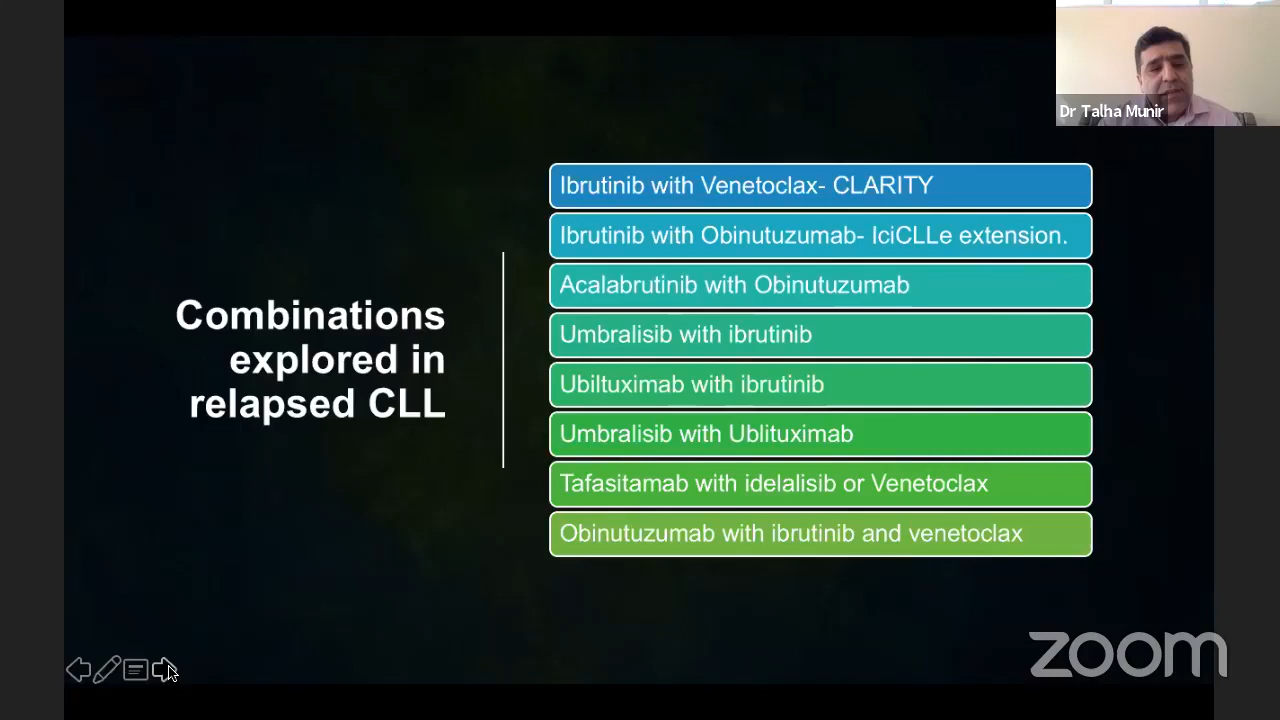 Dr Talha Munir
Combinations
explored in
relapsed CLL
Ibrutinib with Venetoclax- CLARITY
Ibrutinib with Obinutuzumab- IciCLLe extension.
Acalabrutinib with Obinutuzumab
Umbralisib with ibrutinib
Ubiltuximab with ibrutinib
Umbralisib with Ublituximab
Tafasitamab with idelalisib or Venetoclax
Obinutuzumab with ibrutinib and venetoclax
zoom